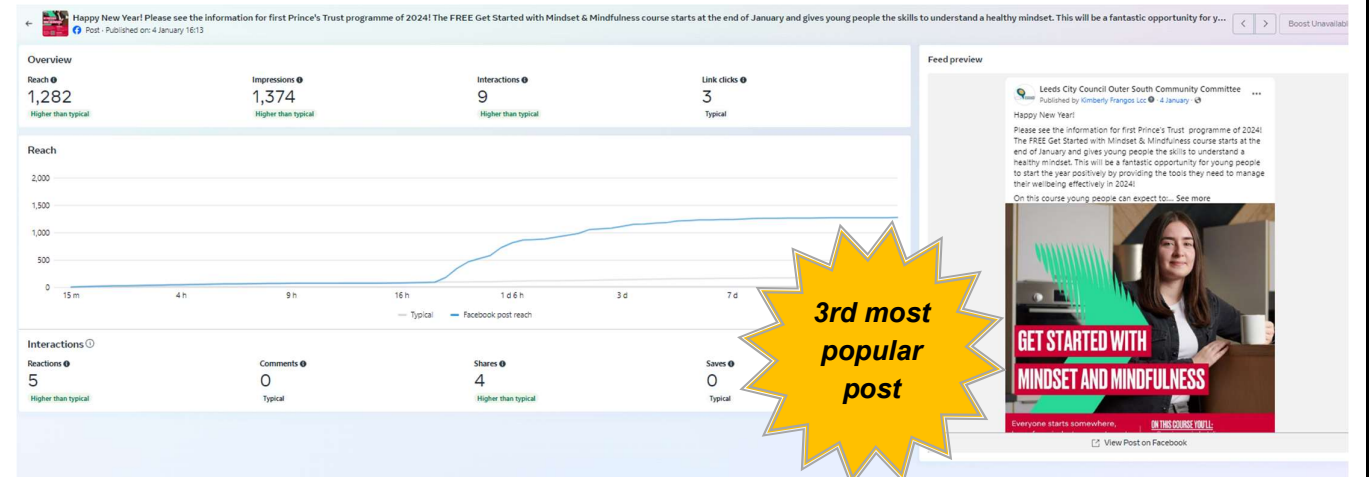 Happy New Year! Please see the information for first Prince's Trust programme of 2024! The FREE Get Started with Mindset & Mindfulness course starts at the end of January and gives young people the skills to understand a healthy mindset. This will be a fantastic opportunity for y...
Post · Published on: 4 January 16:13
Boost Unavailabl
Overview
Reach Impressions Interactions Link clicks
1,282 1,374 9 3
Higher than typical Higher than typical Higher than typical Typical
Reach
2,000
1,500
1,000
500
0
15 m 4 h 9 h 16 h 1 d 6 h 3 d 7 d
Typical Facebook post reach
Interactions
Reactions Comments Shares Saves
5 0 4 0
Higher than typical Typical Higher than typical Typical
3rd most
popular
post
Feed preview
Leeds City Council Outer South Community Committee
Published by Kimberly Frangos Lcc · 4 January ·
Happy New Year!
Please see the information for first Prince's Trust programme of 2024!
The FREE Get Started with Mindset & Mindfulness course starts at the
end of January and gives young people the skills to understand a
healthy mindset. This will be a fantastic opportunity for young people
to start the year positively by providing the tools they need to manage
their wellbeing effectively in 2024!
On this course young people can expect to:... See more
GET STARTED WITH
MINDSET AND MINDFULNESS
Everyone starts somewhere,
ON THIS COURSE YOU'LL:
View Post on Facebook